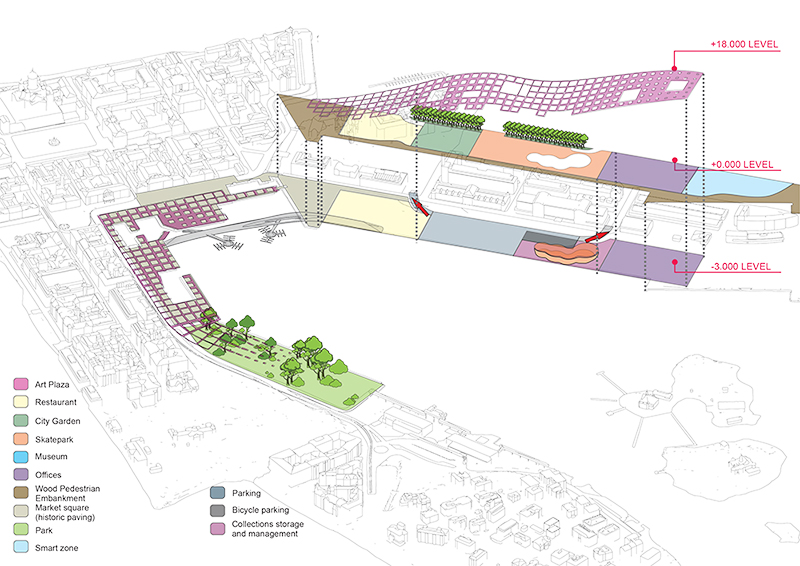 +18.000 LEVEL
+0.000 LEVEL
-3.000 LEVEL
Art Plaza
Restaurant
City Garden
Skatepark
Museum
Offices
Wood Pedestrian
Embankment
Market square
(historic paving)
Park
Smart zone
Parking
Bicycle parking
Collections storage
and management